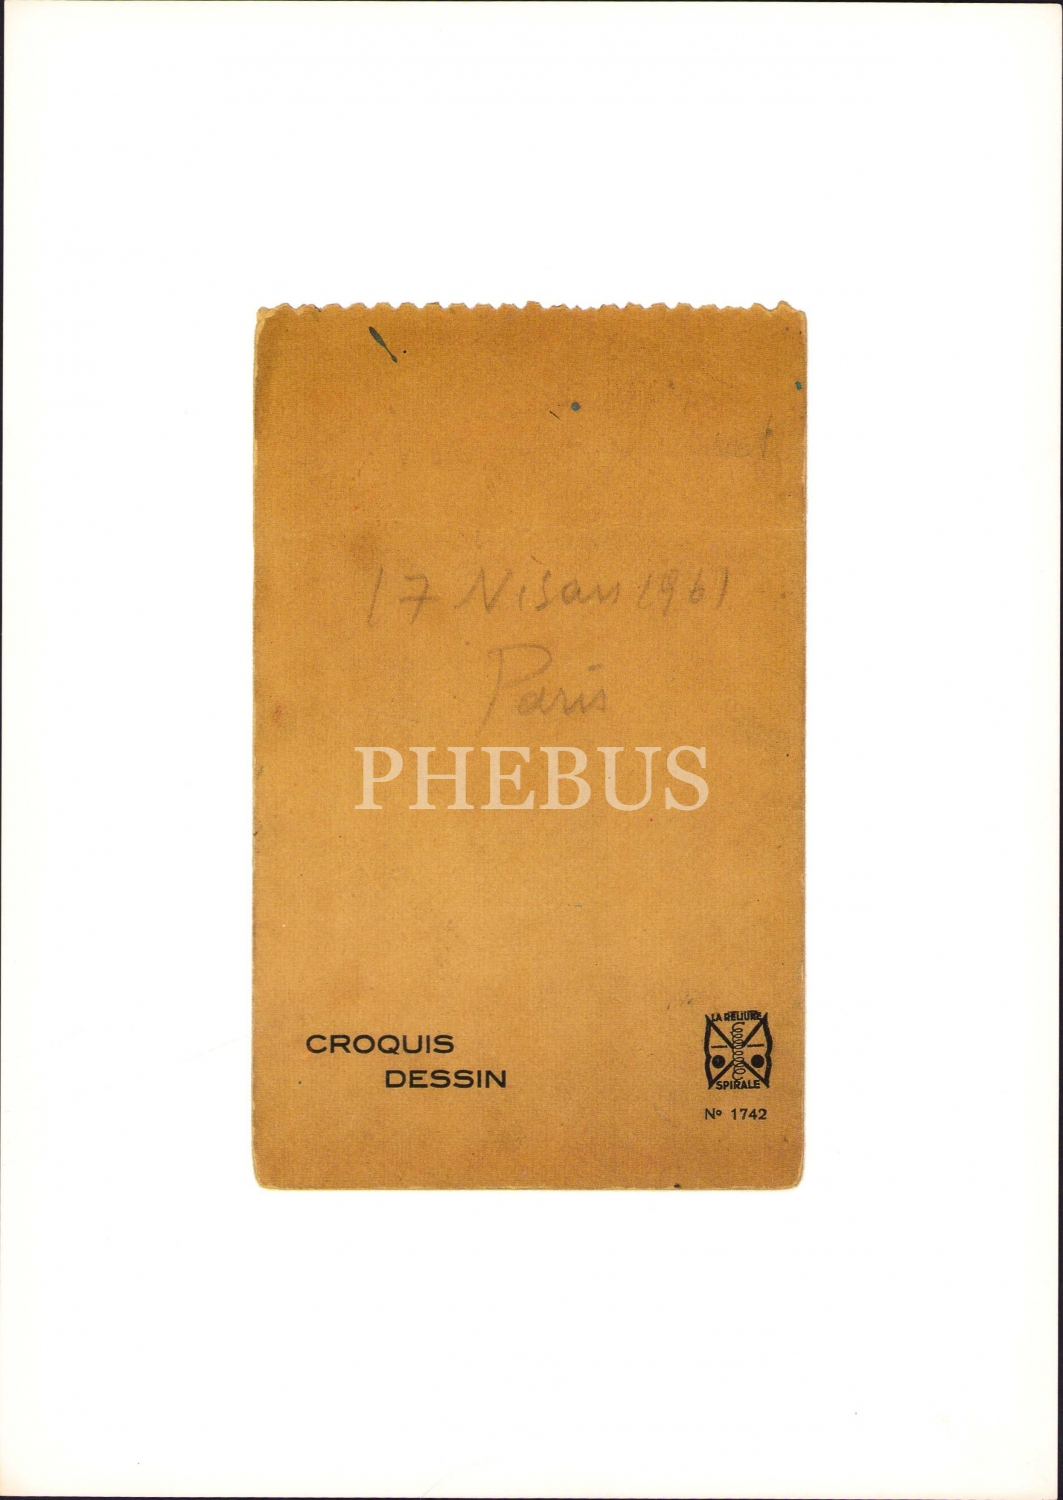 17 Nisan 1961
Paris
PHEBUS
CROQUIS
DESSIN
LA RELIURE
SPIRALE
Nº 1742